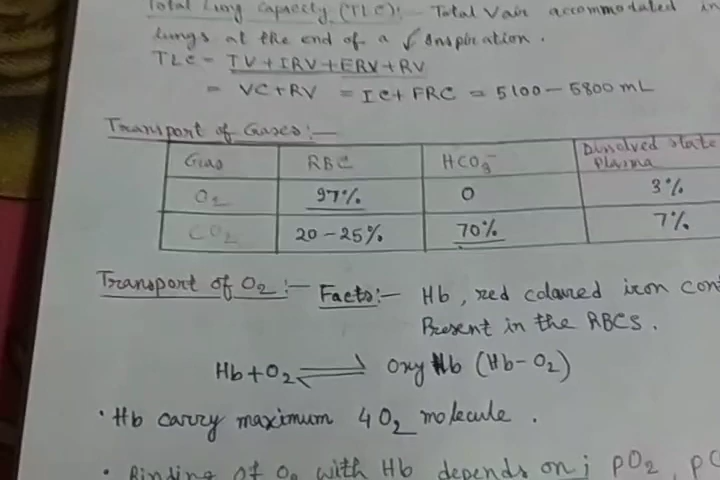 Total Lung Capacity (TLC):- Total V air accommodated in
lungs at the end of a √ Inspiration.
TLC = TV + IRV + ERV + RV
= VC + RV = IC + FRC = 5100 - 5800 mL
Transport of Gases:-
Gas RBC HCO3- Dissolved state plasma
O2 97% 0 3%
CO2 20-25% 70% 7%
Transport of O2:- Facts:- Hb, red coloured iron
Present in the RBCS.
Hb + O2 ⇌ Oxy Hb (Hb-O2)
· Hb carry maximum 4 O2 molecule.
· Binding of O2 with Hb depends on; pO2,